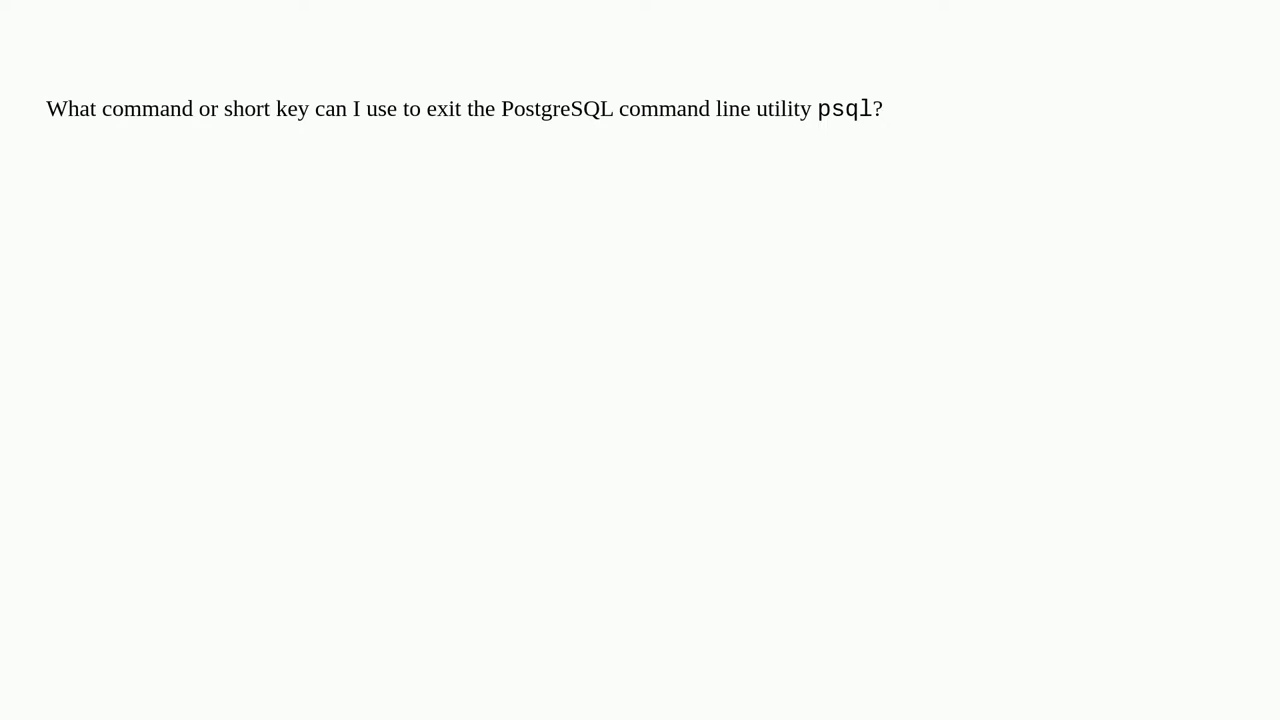 What command or short key can I use to exit the PostgreSQL command line utility psql?